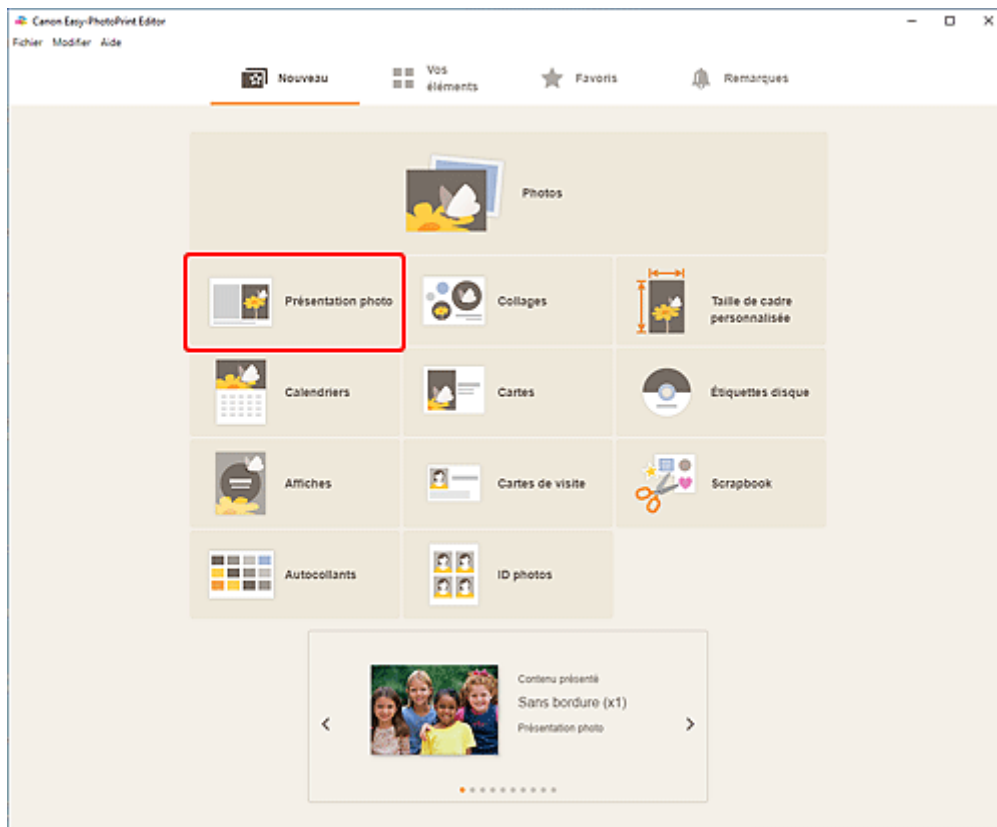 Canon Easy-PhotoPrint Editor
Fichier Modifier Aide
Nouveau
Vos
éléments
Favoris
Remarques
Photos
Présentation photo
Collages
Taille de cadre
personnalisée
Calendriers
Cartes
Étiquettes disque
Affiches
Cartes de visite
Scrapbook
Autocollants
ID photos
Contenu présenté
Sans bordure (x1)
Présentation photo